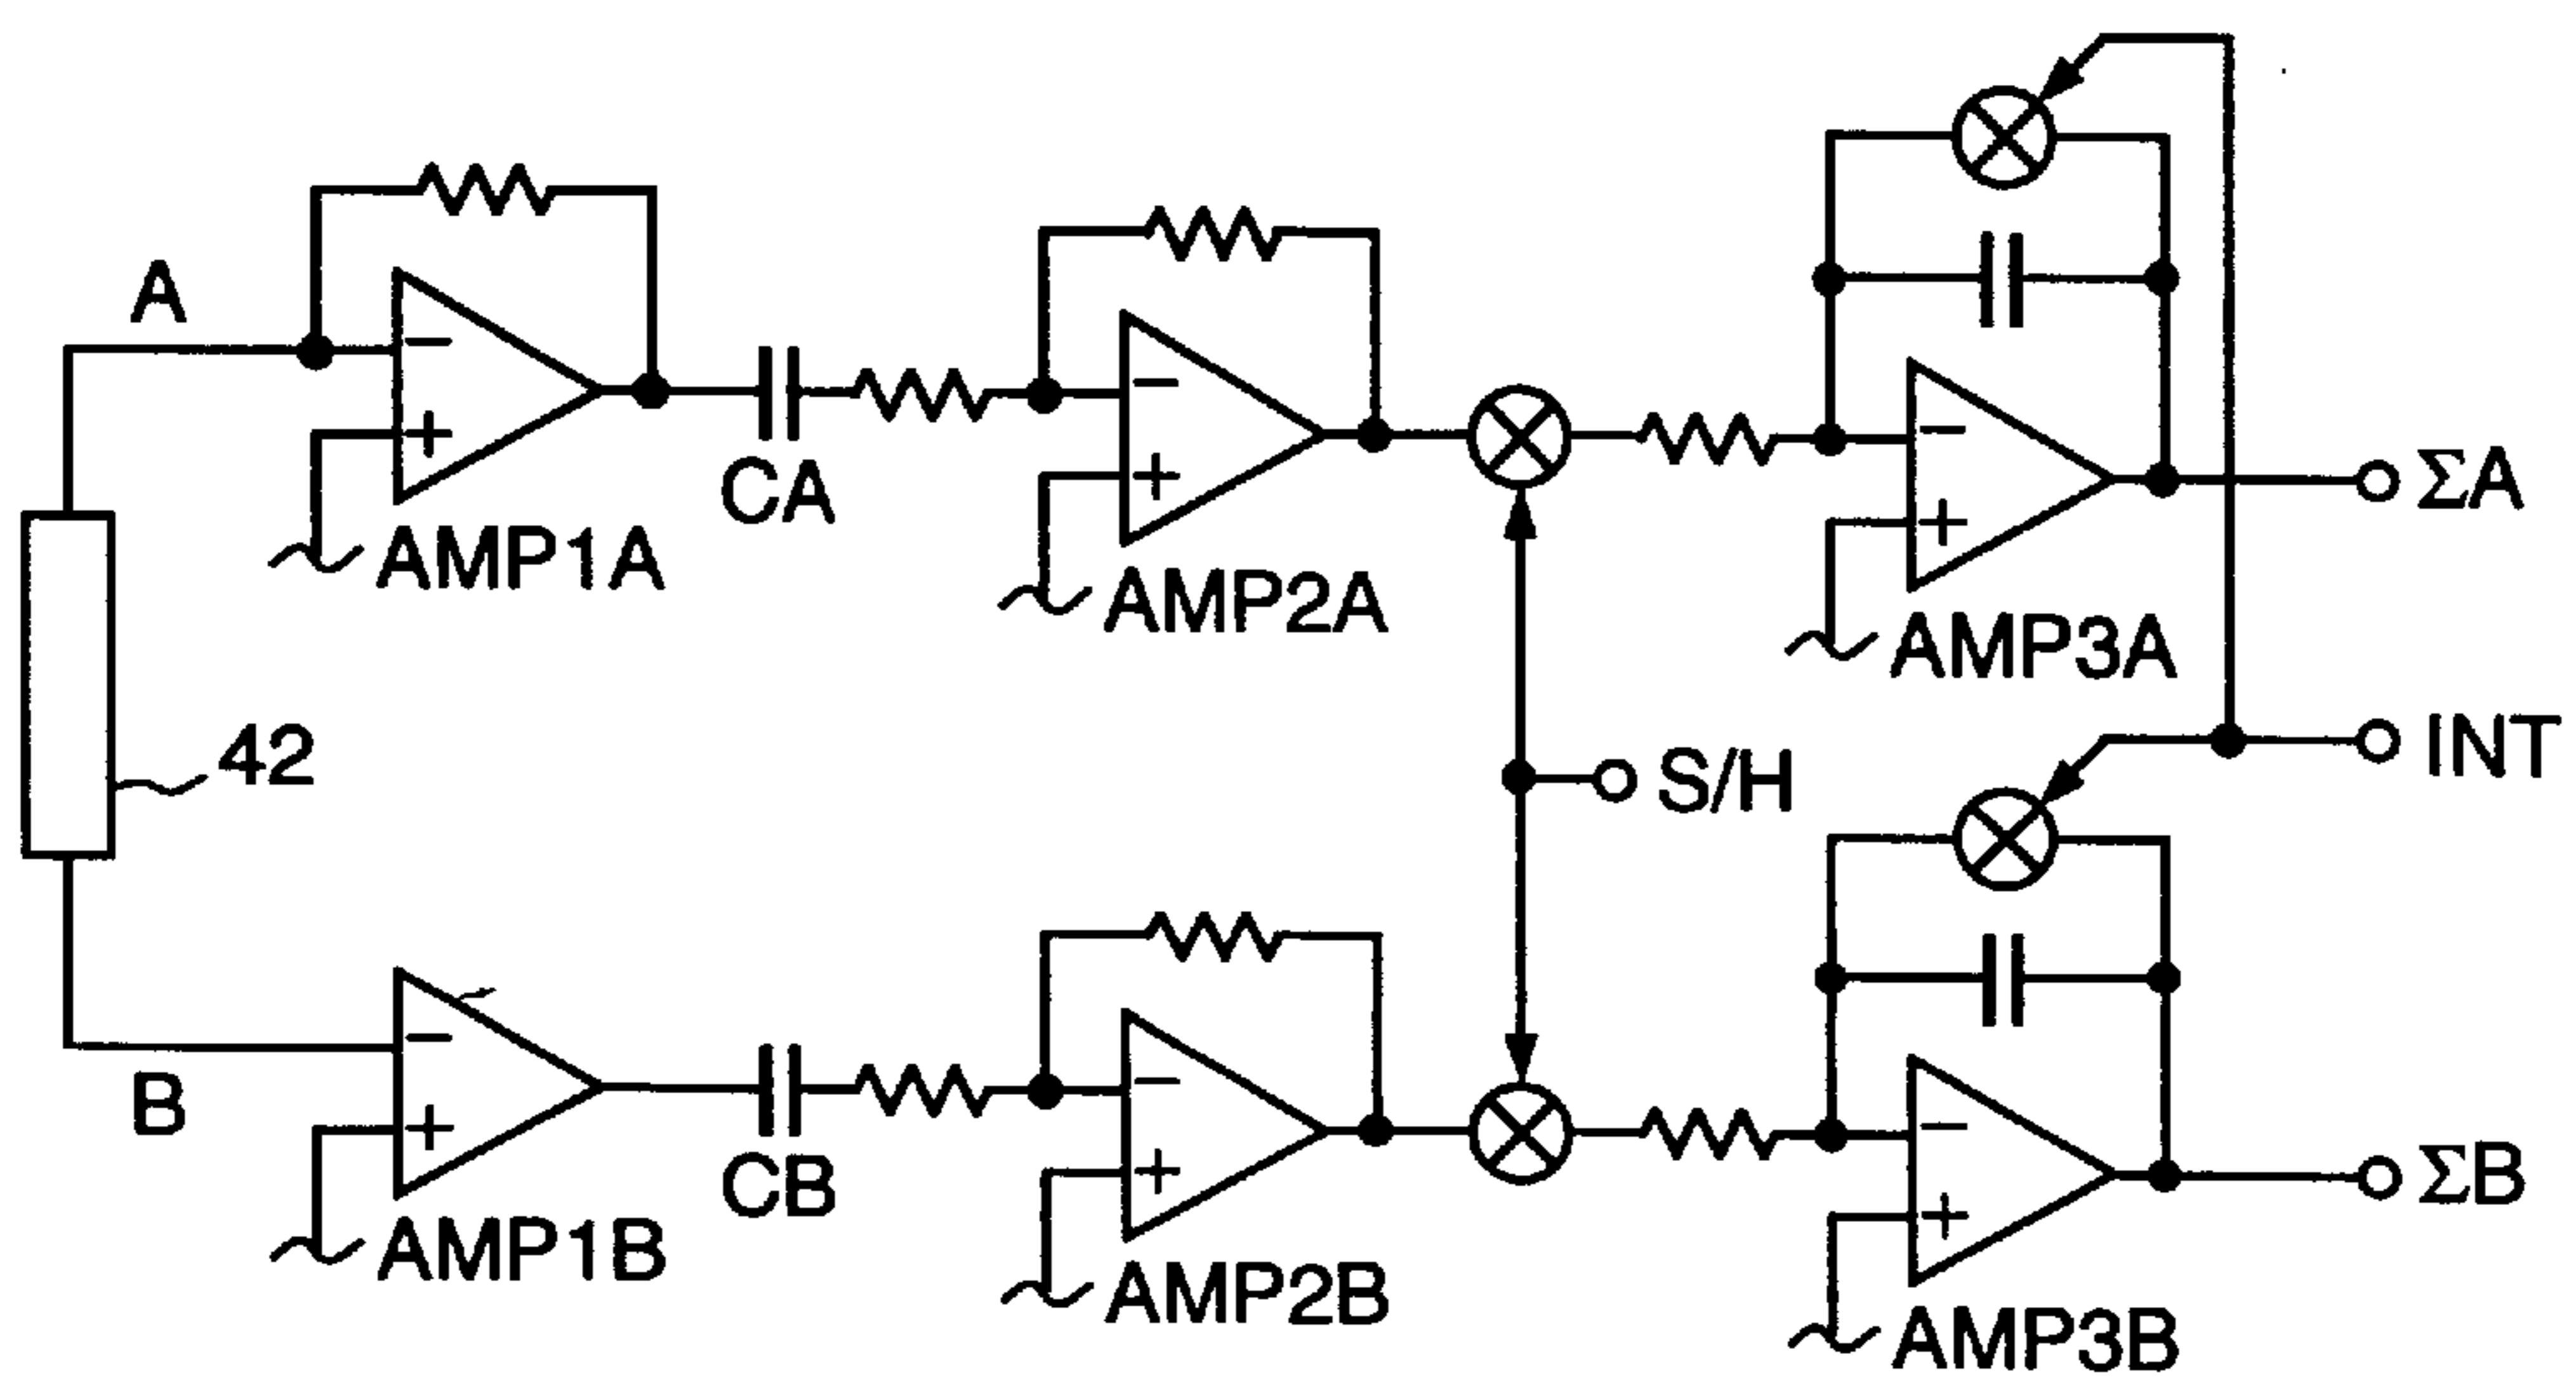 A
CA
AMP1A
AMP2A
AMP3A
ΣA
42
S/H
INT
B
CB
AMP1B
AMP2B
AMP3B
ΣB